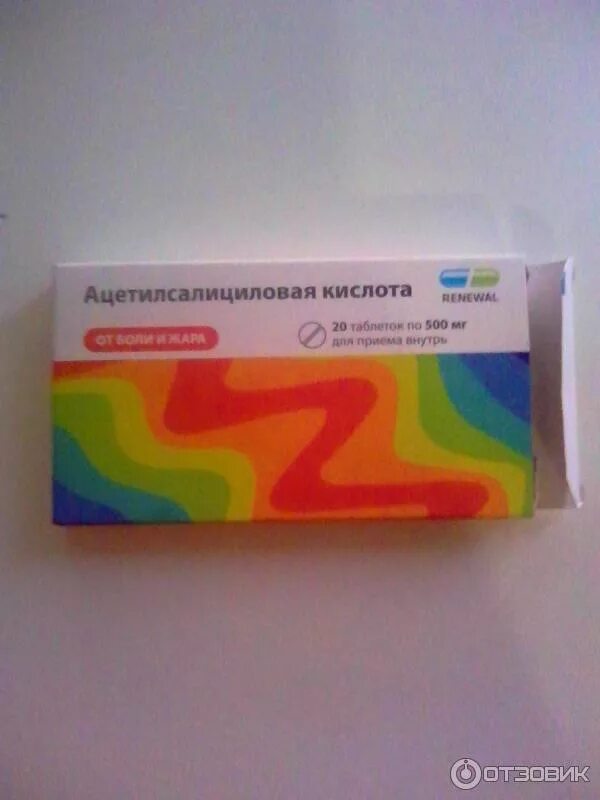 Ацетилсалициловая кислота
RENEWAL
ОТ БОЛИ И ЖАРА
20 таблеток по 500 мг
для приема внутрь
ОТЗОВИК